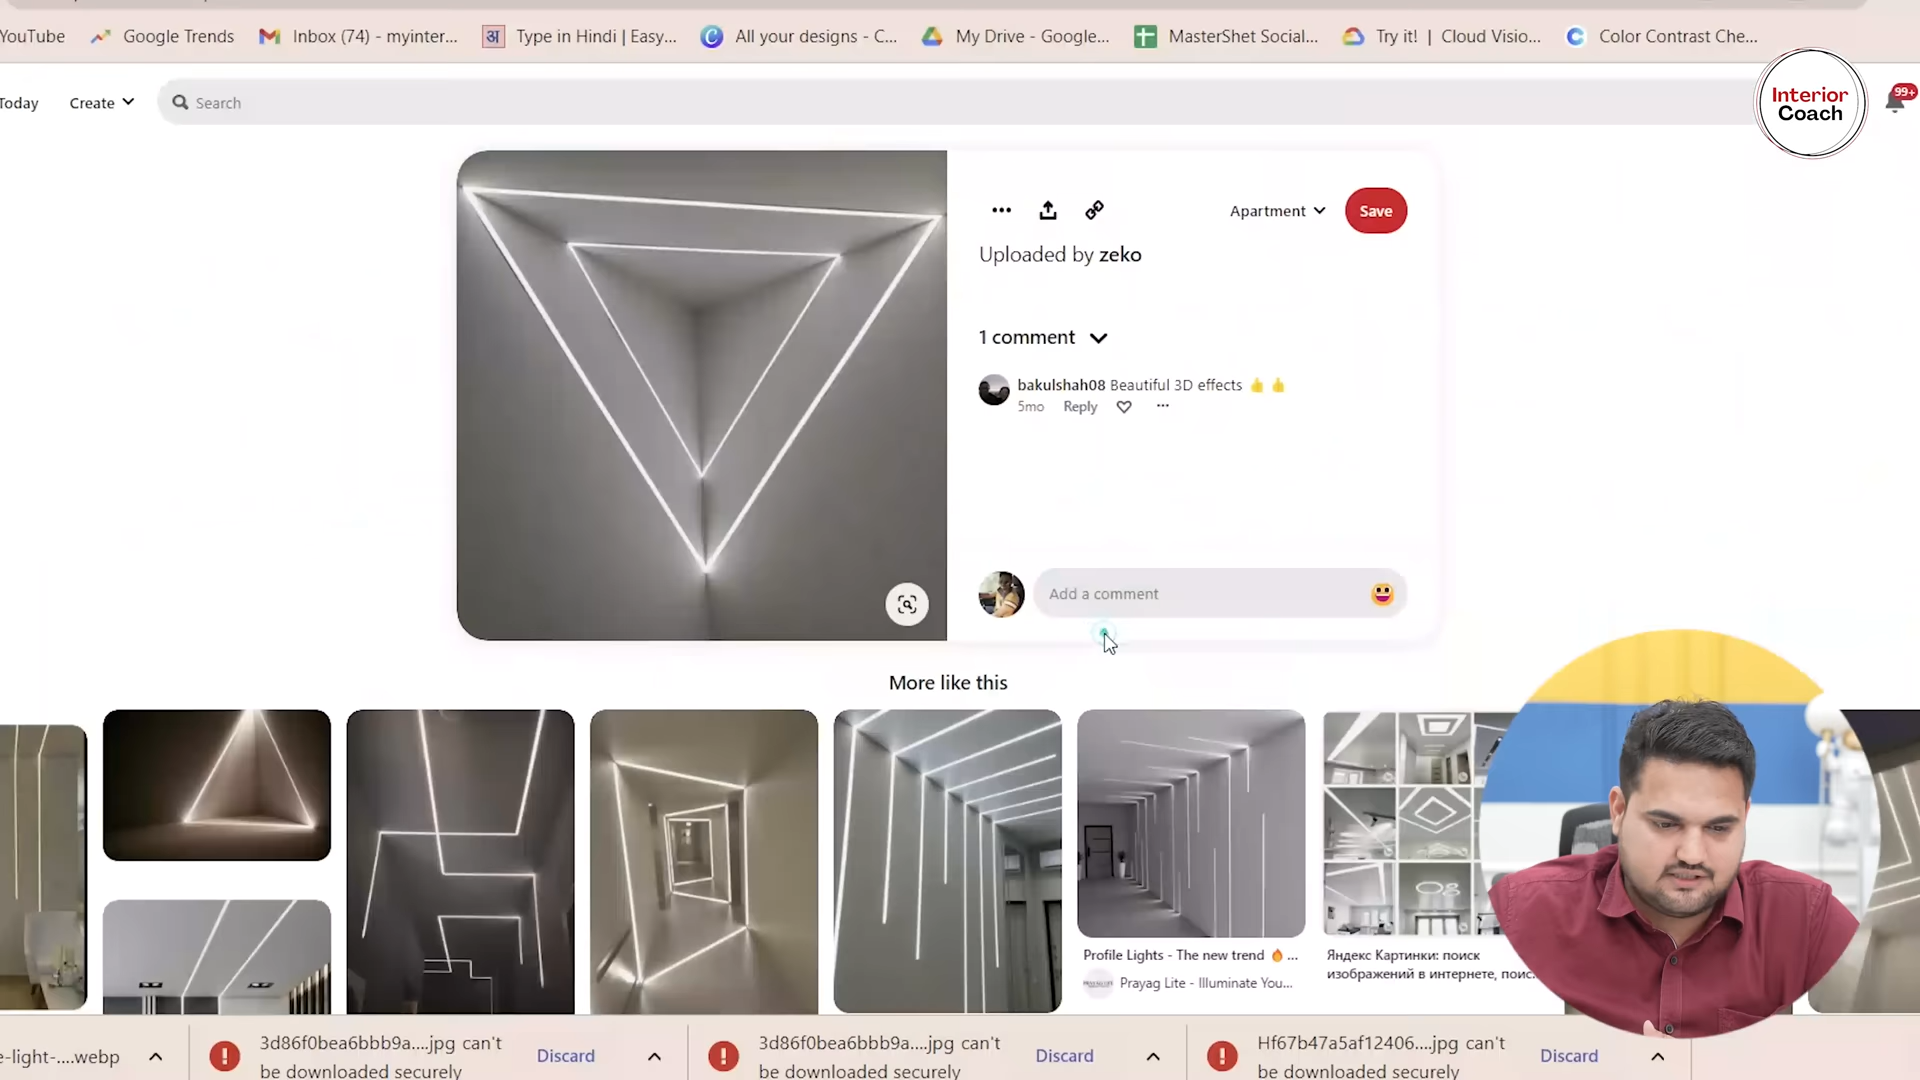 YouTube
Google Trends
Inbox (74) - myinter...
अ
Type in Hindi | Easy...
All your designs - C...
My Drive - Google...
MasterShet Social...
Try it! | Cloud Visio...
Color Contrast Che...
Today
Create
Search
Interior
Coach
99+
Apartment
Save
Uploaded by zeko
1 comment
bakulshah08 Beautiful 3D effects 👍 👍
5mo Reply
Add a comment
More like this
Profile Lights - The new trend 🔥 ...
Prayag Lite - Illuminate You...
Яндекс Картинки: поиск
изображений в интернете, поис...
e-light-....webp
3d86f0bea6bbb9a....jpg can't
be downloaded securely
Discard
3d86f0bea6bbb9a....jpg can't
be downloaded securely
Discard
Hf67b47a5af12406....jpg can't
be downloaded securely
Discard